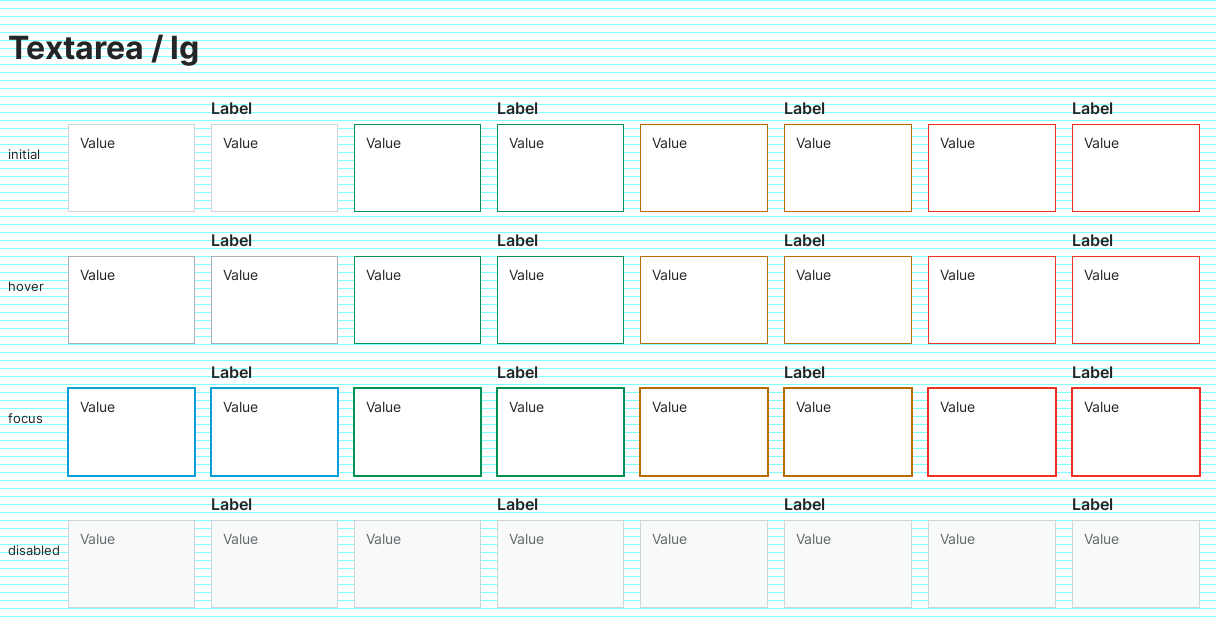 Textarea / lg
Label Label Label Label
initial Value Value Value Value Value Value Value Value
Label Label Label Label
hover Value Value Value Value Value Value Value Value
Label Label Label Label
focus Value Value Value Value Value Value Value Value
Label Label Label Label
disabled Value Value Value Value Value Value Value Value